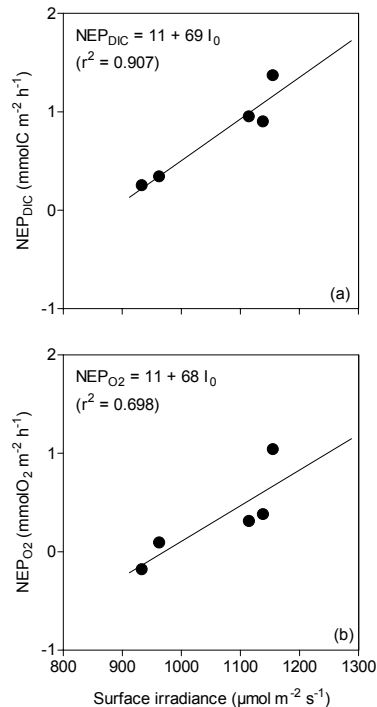 NEP_DIC = 11 + 69 I_0
(r² = 0.907)
2
1
0
-1
NEP_DIC (mmolC m⁻² h⁻¹)
(a)
NEP_O2 = 11 + 68 I_0
(r² = 0.698)
2
1
0
-1
NEP_O2 (mmolO₂ m⁻² h⁻¹)
(b)
800 900 1000 1100 1200 1300
Surface irradiance (µmol m⁻² s⁻¹)